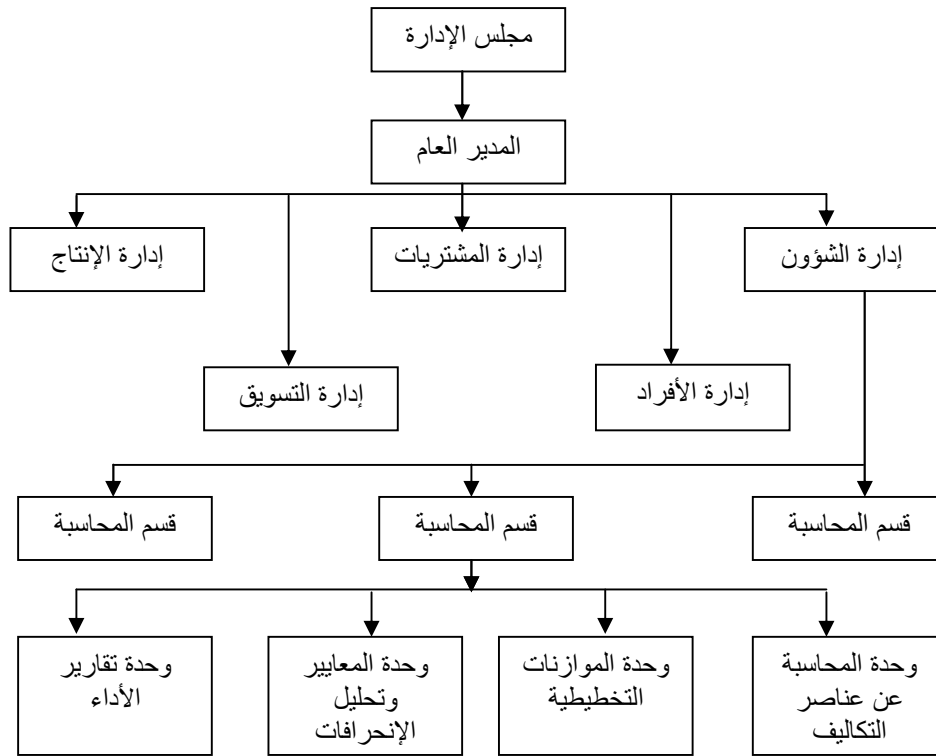 مجلس الإدارة
المدير العام
إدارة الشؤون
إدارة المشتريات
إدارة الإنتاج
إدارة الأفراد
إدارة التسويق
قسم المحاسبة
قسم المحاسبة
قسم المحاسبة
وحدة المحاسبة
عن عناصر
التكاليف
وحدة الموازنات
التخطيطية
وحدة المعايير
وتحليل
الإنحرافات
وحدة تقارير
الأداء